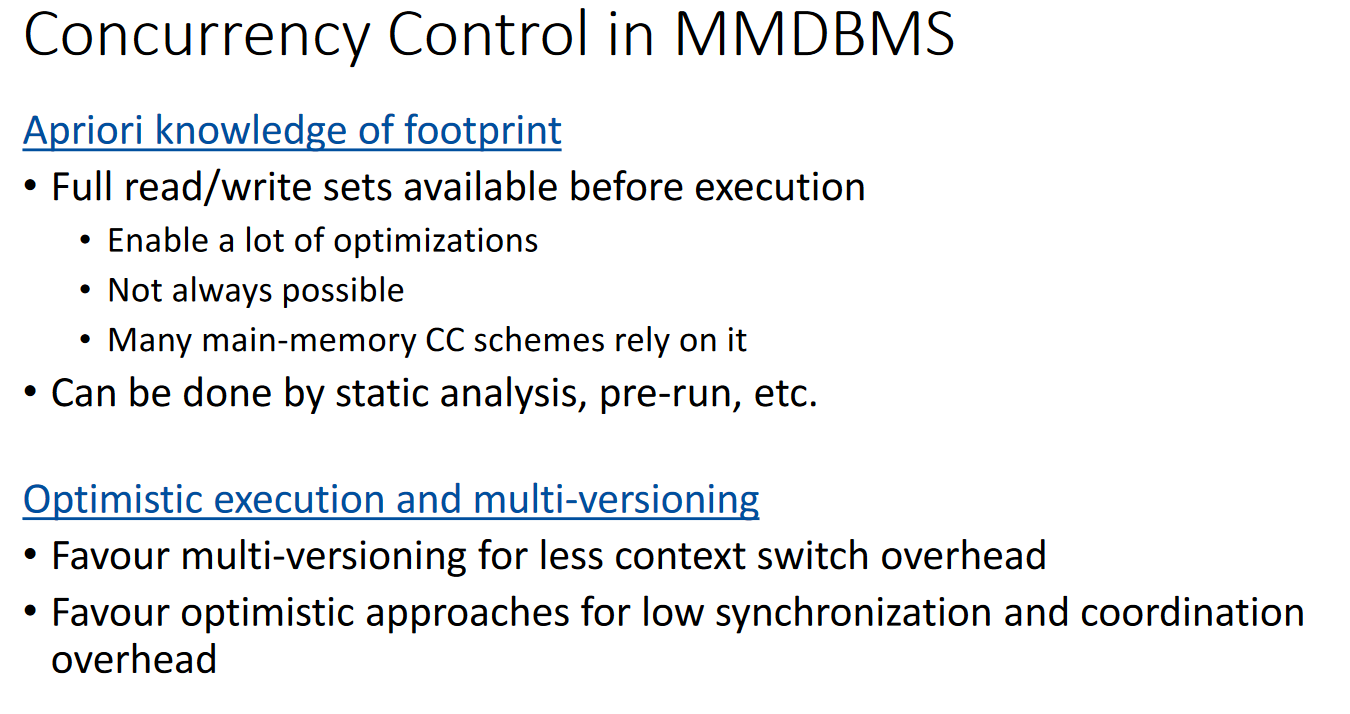 Concurrency Control in MMDBMS
Apriori knowledge of footprint
• Full read/write sets available before execution
• Enable a lot of optimizations
• Not always possible
• Many main-memory CC schemes rely on it
• Can be done by static analysis, pre-run, etc.
Optimistic execution and multi-versioning
• Favour multi-versioning for less context switch overhead
• Favour optimistic approaches for low synchronization and coordination
overhead